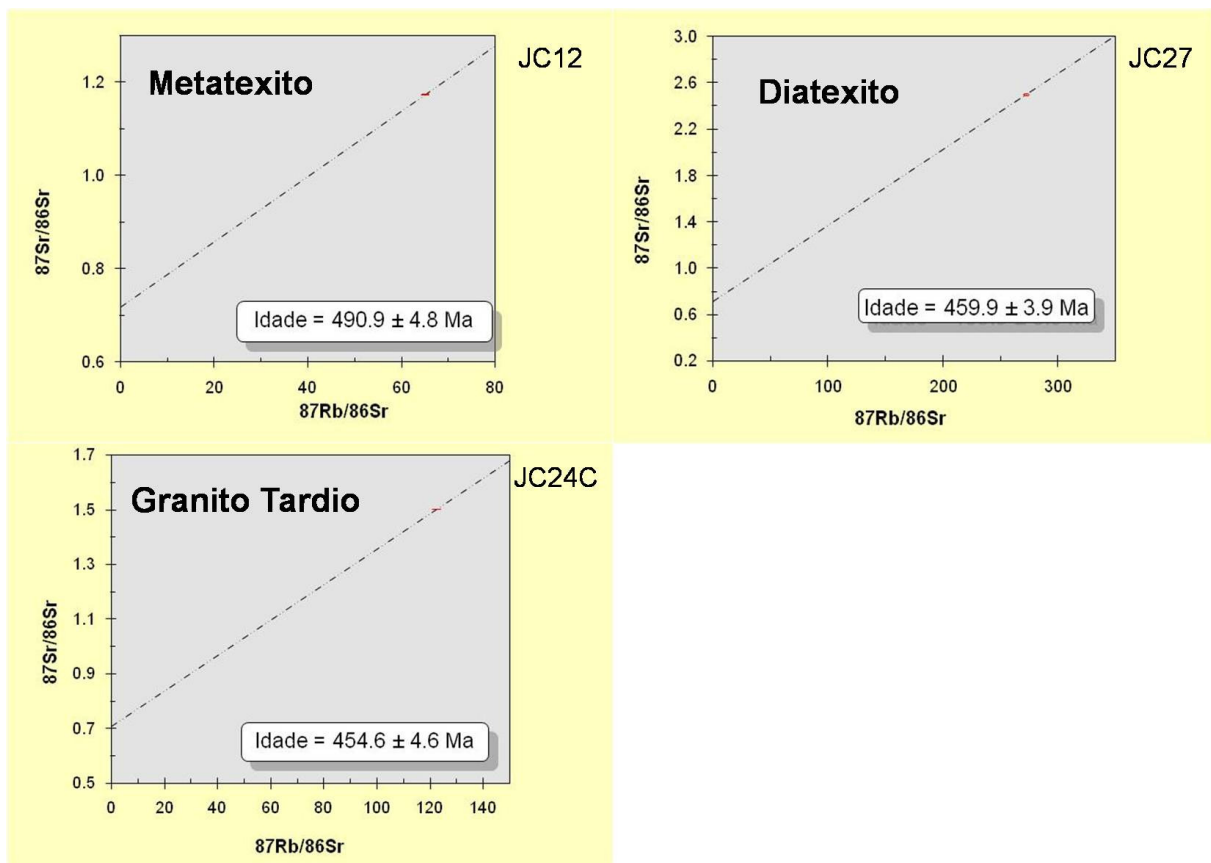 Metatexito
JC12
1.2
1.0
0.8
0.6
87Sr/86Sr
Idade = 490.9 ± 4.8 Ma
0 20 40 60 80
87Rb/86Sr
Diatexito
JC27
3.0
2.6
2.2
1.8
1.4
1.0
0.6
0.2
87Sr/86Sr
Idade = 459.9 ± 3.9 Ma
0 100 200 300
87Rb/86Sr
Granito Tardio
JC24C
1.7
1.5
1.3
1.1
0.9
0.7
0.5
87Sr/86Sr
Idade = 454.6 ± 4.6 Ma
0 20 40 60 80 100 120 140
87Rb/86Sr